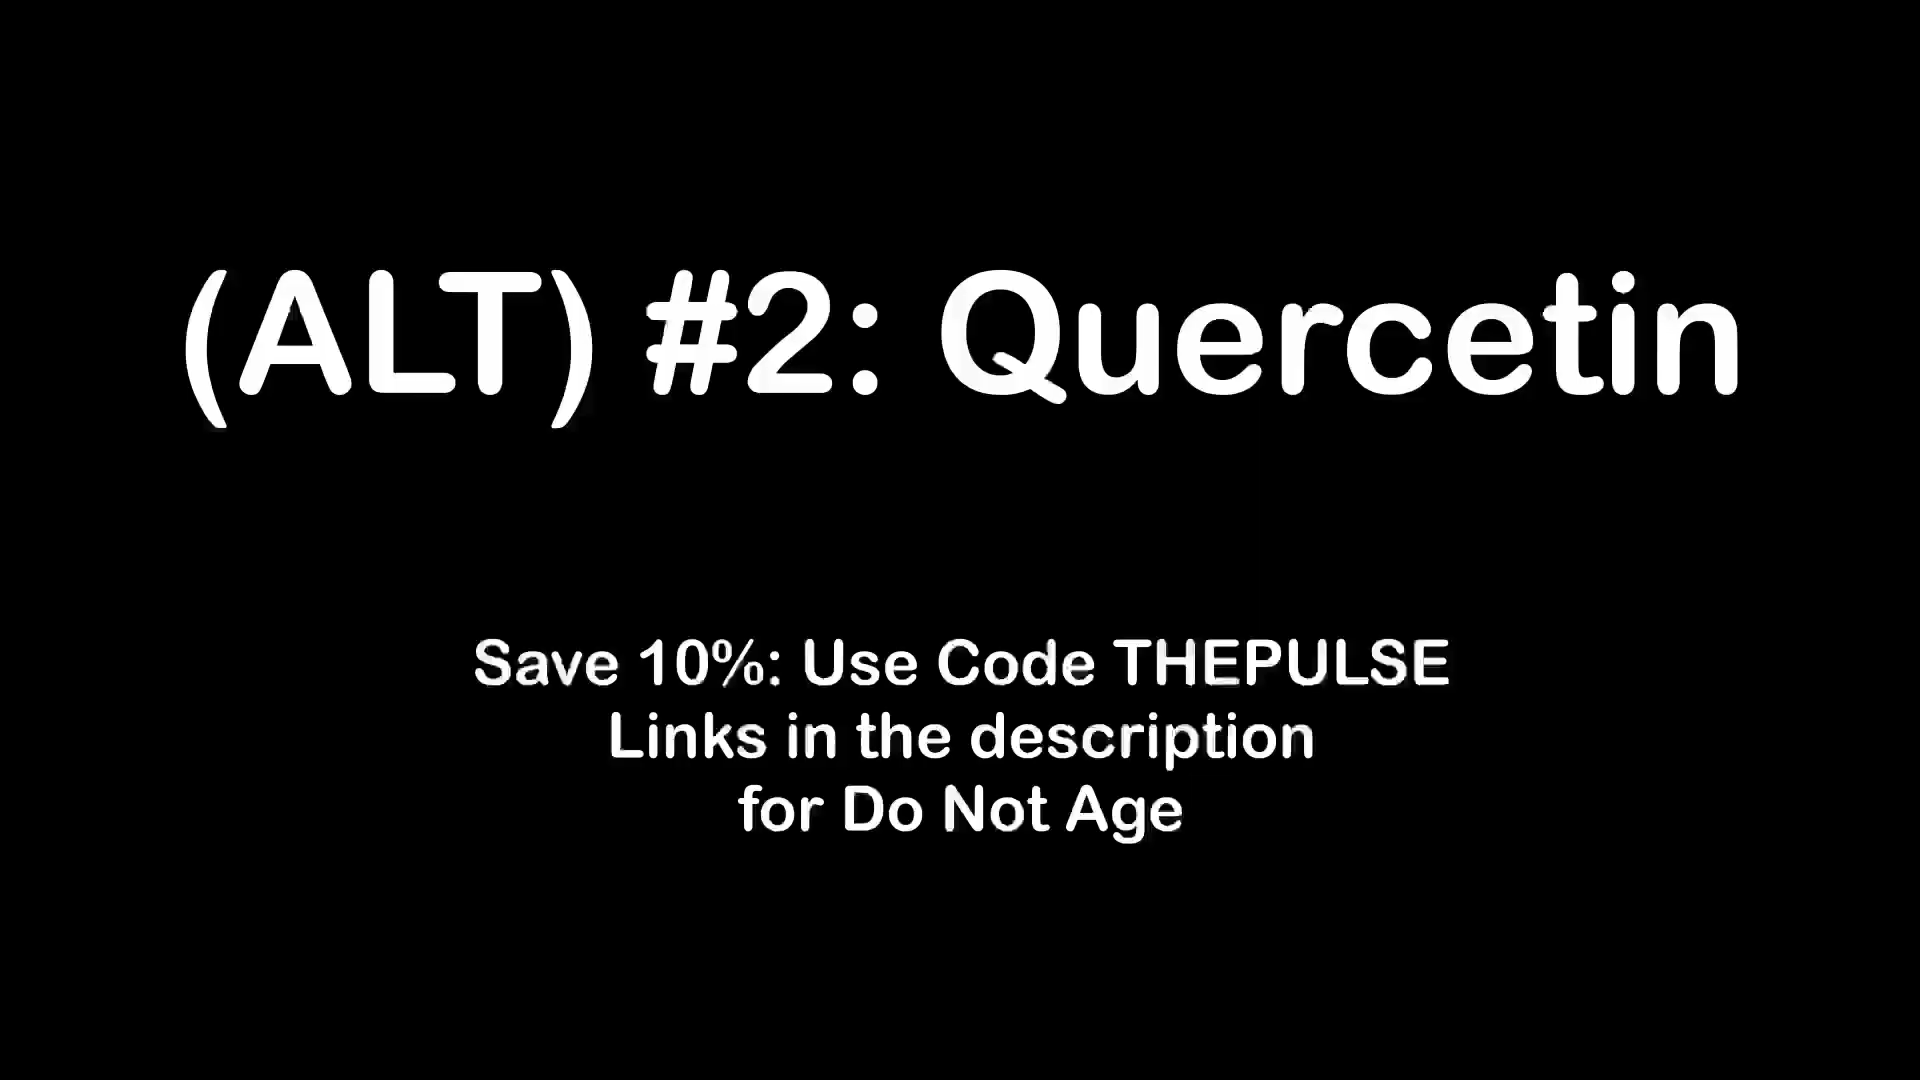 (ALT) #2: Quercetin
Save 10%: Use Code THEPULSE
Links in the description
for Do Not Age